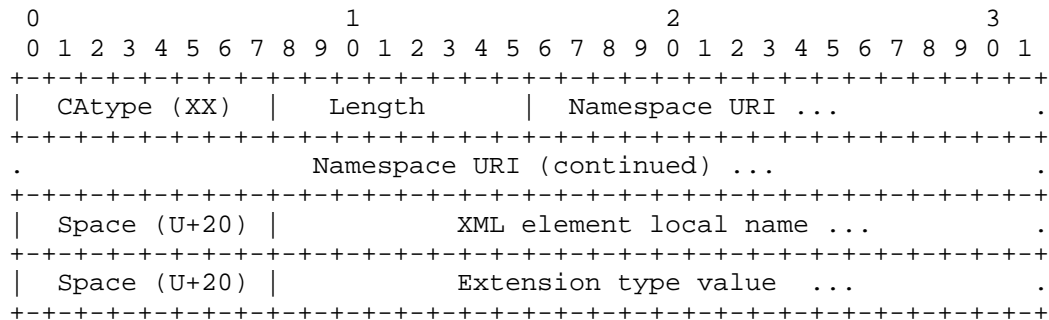 0                   1                   2                   3
 0 1 2 3 4 5 6 7 8 9 0 1 2 3 4 5 6 7 8 9 0 1 2 3 4 5 6 7 8 9 0 1
+-+-+-+-+-+-+-+-+-+-+-+-+-+-+-+-+-+-+-+-+-+-+-+-+-+-+-+-+-+-+-+-+
|  CAtype (XX)  |   Length      |  Namespace URI ...            .
+-+-+-+-+-+-+-+-+-+-+-+-+-+-+-+-+-+-+-+-+-+-+-+-+-+-+-+-+-+-+-+-+
.                  Namespace URI (continued) ...                .
+-+-+-+-+-+-+-+-+-+-+-+-+-+-+-+-+-+-+-+-+-+-+-+-+-+-+-+-+-+-+-+-+
|  Space (U+20) |           XML element local name ...          .
+-+-+-+-+-+-+-+-+-+-+-+-+-+-+-+-+-+-+-+-+-+-+-+-+-+-+-+-+-+-+-+-+
|  Space (U+20) |           Extension type value  ...           .
+-+-+-+-+-+-+-+-+-+-+-+-+-+-+-+-+-+-+-+-+-+-+-+-+-+-+-+-+-+-+-+-+